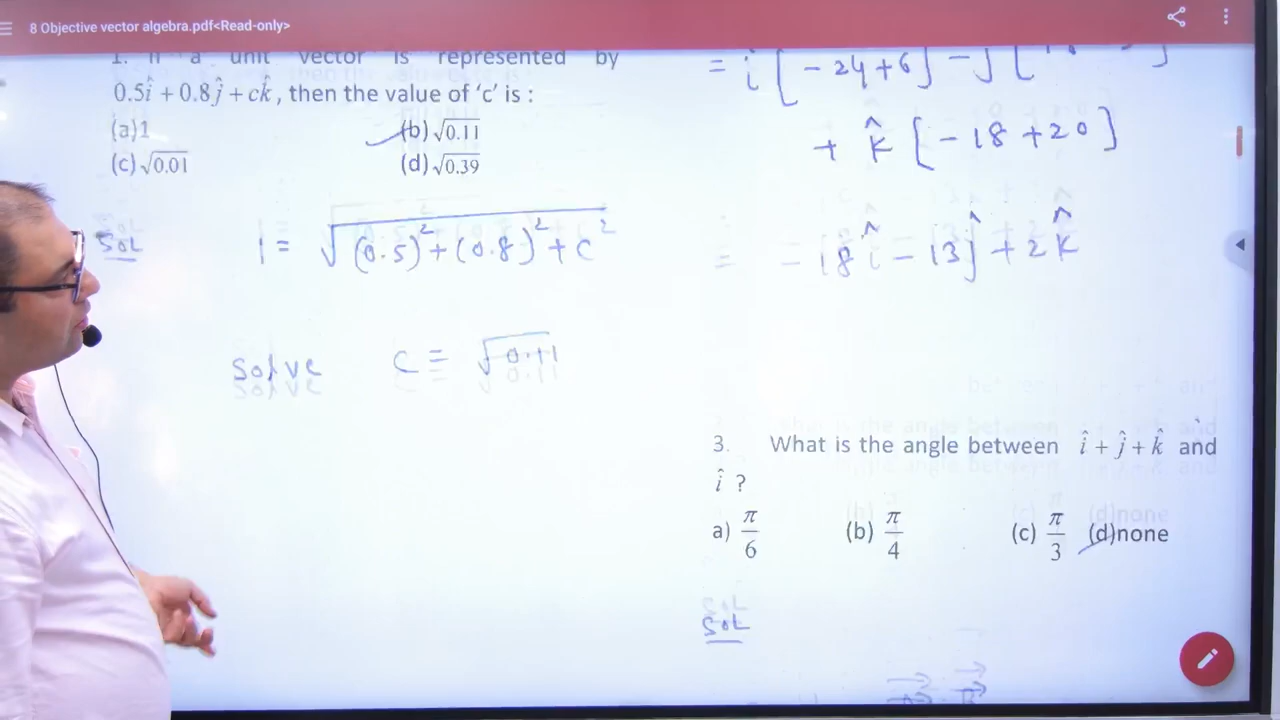 8 Objective vector algebra.pdf<Read-only>
1. If a unit vector is represented by
0.5î + 0.8ĵ + ck̂, then the value of 'c' is :
(a)1 (b)√0.11
(c)√0.01 (d)√0.39
SOL 1 = √(0.5)² + (0.8)² + c²
Solve c = √0.11
= i [-24+6] - j [
+ k̂ [-18 +20]
= -18î - 13ĵ + 2k̂
3. What is the angle between î + ĵ + k̂ and
î ?
a) π/6 (b) π/4 (c) π/3 (d)none
SOL